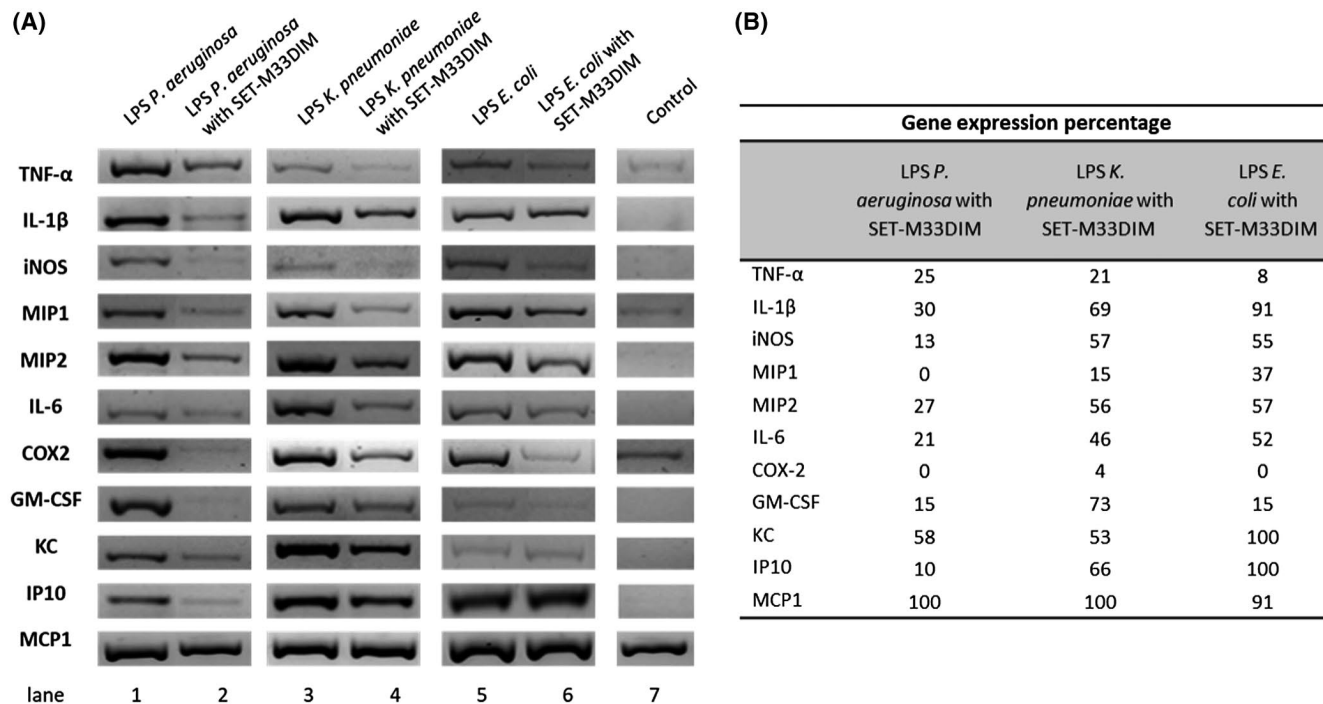 (A)
LPS P. aeruginosa
LPS P. aeruginosa
with SET-M33DIM
LPS K. pneumoniae
LPS K. pneumoniae
with SET-M33DIM
LPS E. coli
LPS E. coli with
SET-M33DIM
Control
TNF-α
IL-1β
iNOS
MIP1
MIP2
IL-6
COX2
GM-CSF
KC
IP10
MCP1
lane 1 2 3 4 5 6 7
(B)
Gene expression percentage
LPS P. LPS K. LPS E.
aeruginosa with pneumoniae with coli with
SET-M33DIM SET-M33DIM SET-M33DIM
TNF-α 25 21 8
IL-1β 30 69 91
iNOS 13 57 55
MIP1 0 15 37
MIP2 27 56 57
IL-6 21 46 52
COX-2 0 4 0
GM-CSF 15 73 15
KC 58 53 100
IP10 10 66 100
MCP1 100 100 91